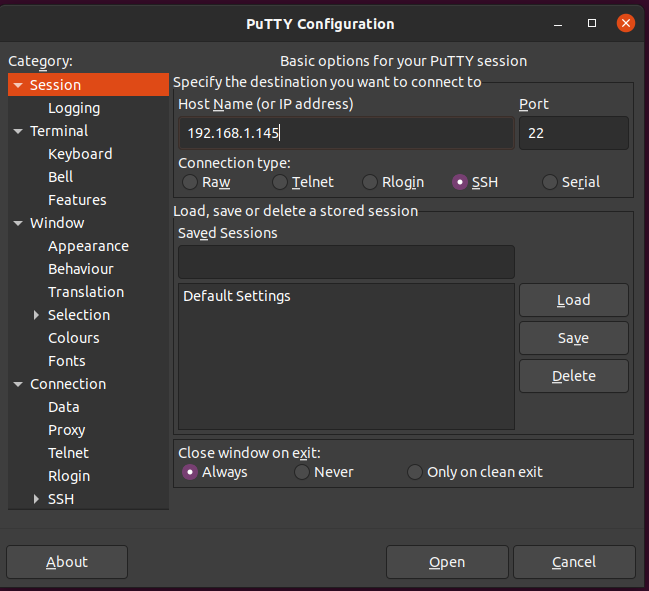 PuTTY Configuration
Category:
Session
Logging
Terminal
Keyboard
Bell
Features
Window
Appearance
Behaviour
Translation
Selection
Colours
Fonts
Connection
Data
Proxy
Telnet
Rlogin
SSH
Basic options for your PuTTY session
Specify the destination you want to connect to
Host Name (or IP address) Port
192.168.1.145 22
Connection type:
Raw Telnet Rlogin SSH Serial
Load, save or delete a stored session
Saved Sessions
Default Settings
Load
Save
Delete
Close window on exit:
Always Never Only on clean exit
About Open Cancel